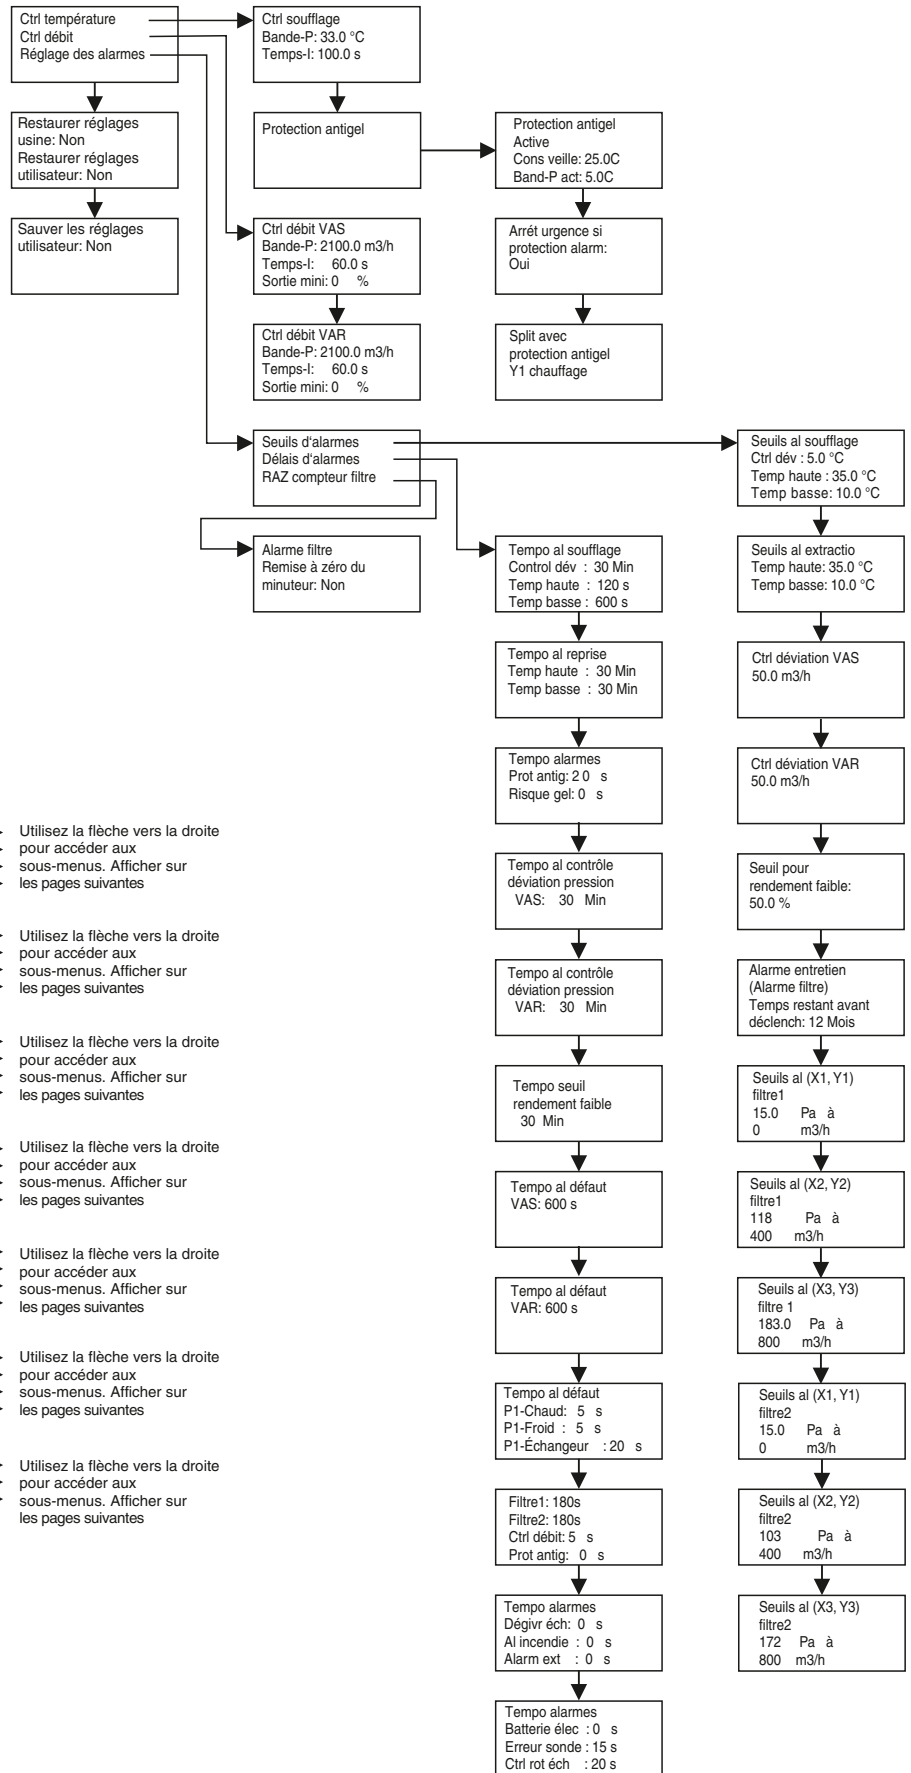 Ctrl température
Ctrl débit
Réglage des alarmes
Restaurer réglages
usine: Non
Restaurer réglages
utilisateur: Non
Sauver les réglages
utilisateur: Non
Ctrl soufflage
Bande-P: 33.0 °C
Temps-I: 100.0 s
Protection antigel
Protection antigel
Active
Cons veille: 25.0C
Band-P act: 5.0C
Arrét urgence si
protection alarm:
Oui
Split avec
protection antigel
Y1 chauffage
Ctrl débit VAS
Bande-P: 2100.0 m3/h
Temps-I: 60.0 s
Sortie mini: 0 %
Ctrl débit VAR
Bande-P: 2100.0 m3/h
Temps-I: 60.0 s
Sortie mini: 0 %
Seuils d'alarmes
Délais d'alarmes
RAZ compteur filtre
Alarme filtre
Remise à zéro du
minuteur: Non
Tempo al soufflage
Control dév : 30 Min
Temp haute : 120 s
Temp basse : 600 s
Tempo al reprise
Temp haute : 30 Min
Temp basse : 30 Min
Tempo alarmes
Prot antig: 2 0 s
Risque gel: 0 s
Tempo al contrôle
déviation pression
VAS: 30 Min
Tempo al contrôle
déviation pression
VAR: 30 Min
Tempo seuil
rendement faible
30 Min
Tempo al défaut
VAS: 600 s
Tempo al défaut
VAR: 600 s
Tempo al défaut
P1-Chaud: 5 s
P1-Froid : 5 s
P1-Échangeur : 20 s
Filtre1: 180s
Filtre2: 180s
Ctrl débit: 5 s
Prot antig: 0 s
Tempo alarmes
Dégivr éch: 0 s
Al incendie : 0 s
Alarm ext : 0 s
Tempo alarmes
Batterie élec : 0 s
Erreur sonde : 15 s
Ctrl rot éch : 20 s
Seuils al soufflage
Ctrl dév : 5.0 °C
Temp haute : 35.0 °C
Temp basse: 10.0 °C
Seuils al extractio
Temp haute: 35.0 °C
Temp basse: 10.0 °C
Ctrl déviation VAS
50.0 m3/h
Ctrl déviation VAR
50.0 m3/h
Seuil pour
rendement faible:
50.0 %
Alarme entretien
(Alarme filtre)
Temps restant avant
déclench: 12 Mois
Seuils al (X1, Y1)
filtre1
15.0 Pa à
0 m3/h
Seuils al (X2, Y2)
filtre1
118 Pa à
400 m3/h
Seuils al (X3, Y3)
filtre 1
183.0 Pa à
800 m3/h
Seuils al (X1, Y1)
filtre2
15.0 Pa à
0 m3/h
Seuils al (X2, Y2)
filtre2
103 Pa à
400 m3/h
Seuils al (X3, Y3)
filtre2
172 Pa à
800 m3/h
Utilisez la flèche vers la droite
pour accéder aux
sous-menus. Afficher sur
les pages suivantes
Utilisez la flèche vers la droite
pour accéder aux
sous-menus. Afficher sur
les pages suivantes
Utilisez la flèche vers la droite
pour accéder aux
sous-menus. Afficher sur
les pages suivantes
Utilisez la flèche vers la droite
pour accéder aux
sous-menus. Afficher sur
les pages suivantes
Utilisez la flèche vers la droite
pour accéder aux
sous-menus. Afficher sur
les pages suivantes
Utilisez la flèche vers la droite
pour accéder aux
sous-menus. Afficher sur
les pages suivantes
Utilisez la flèche vers la droite
pour accéder aux
sous-menus. Afficher sur
les pages suivantes